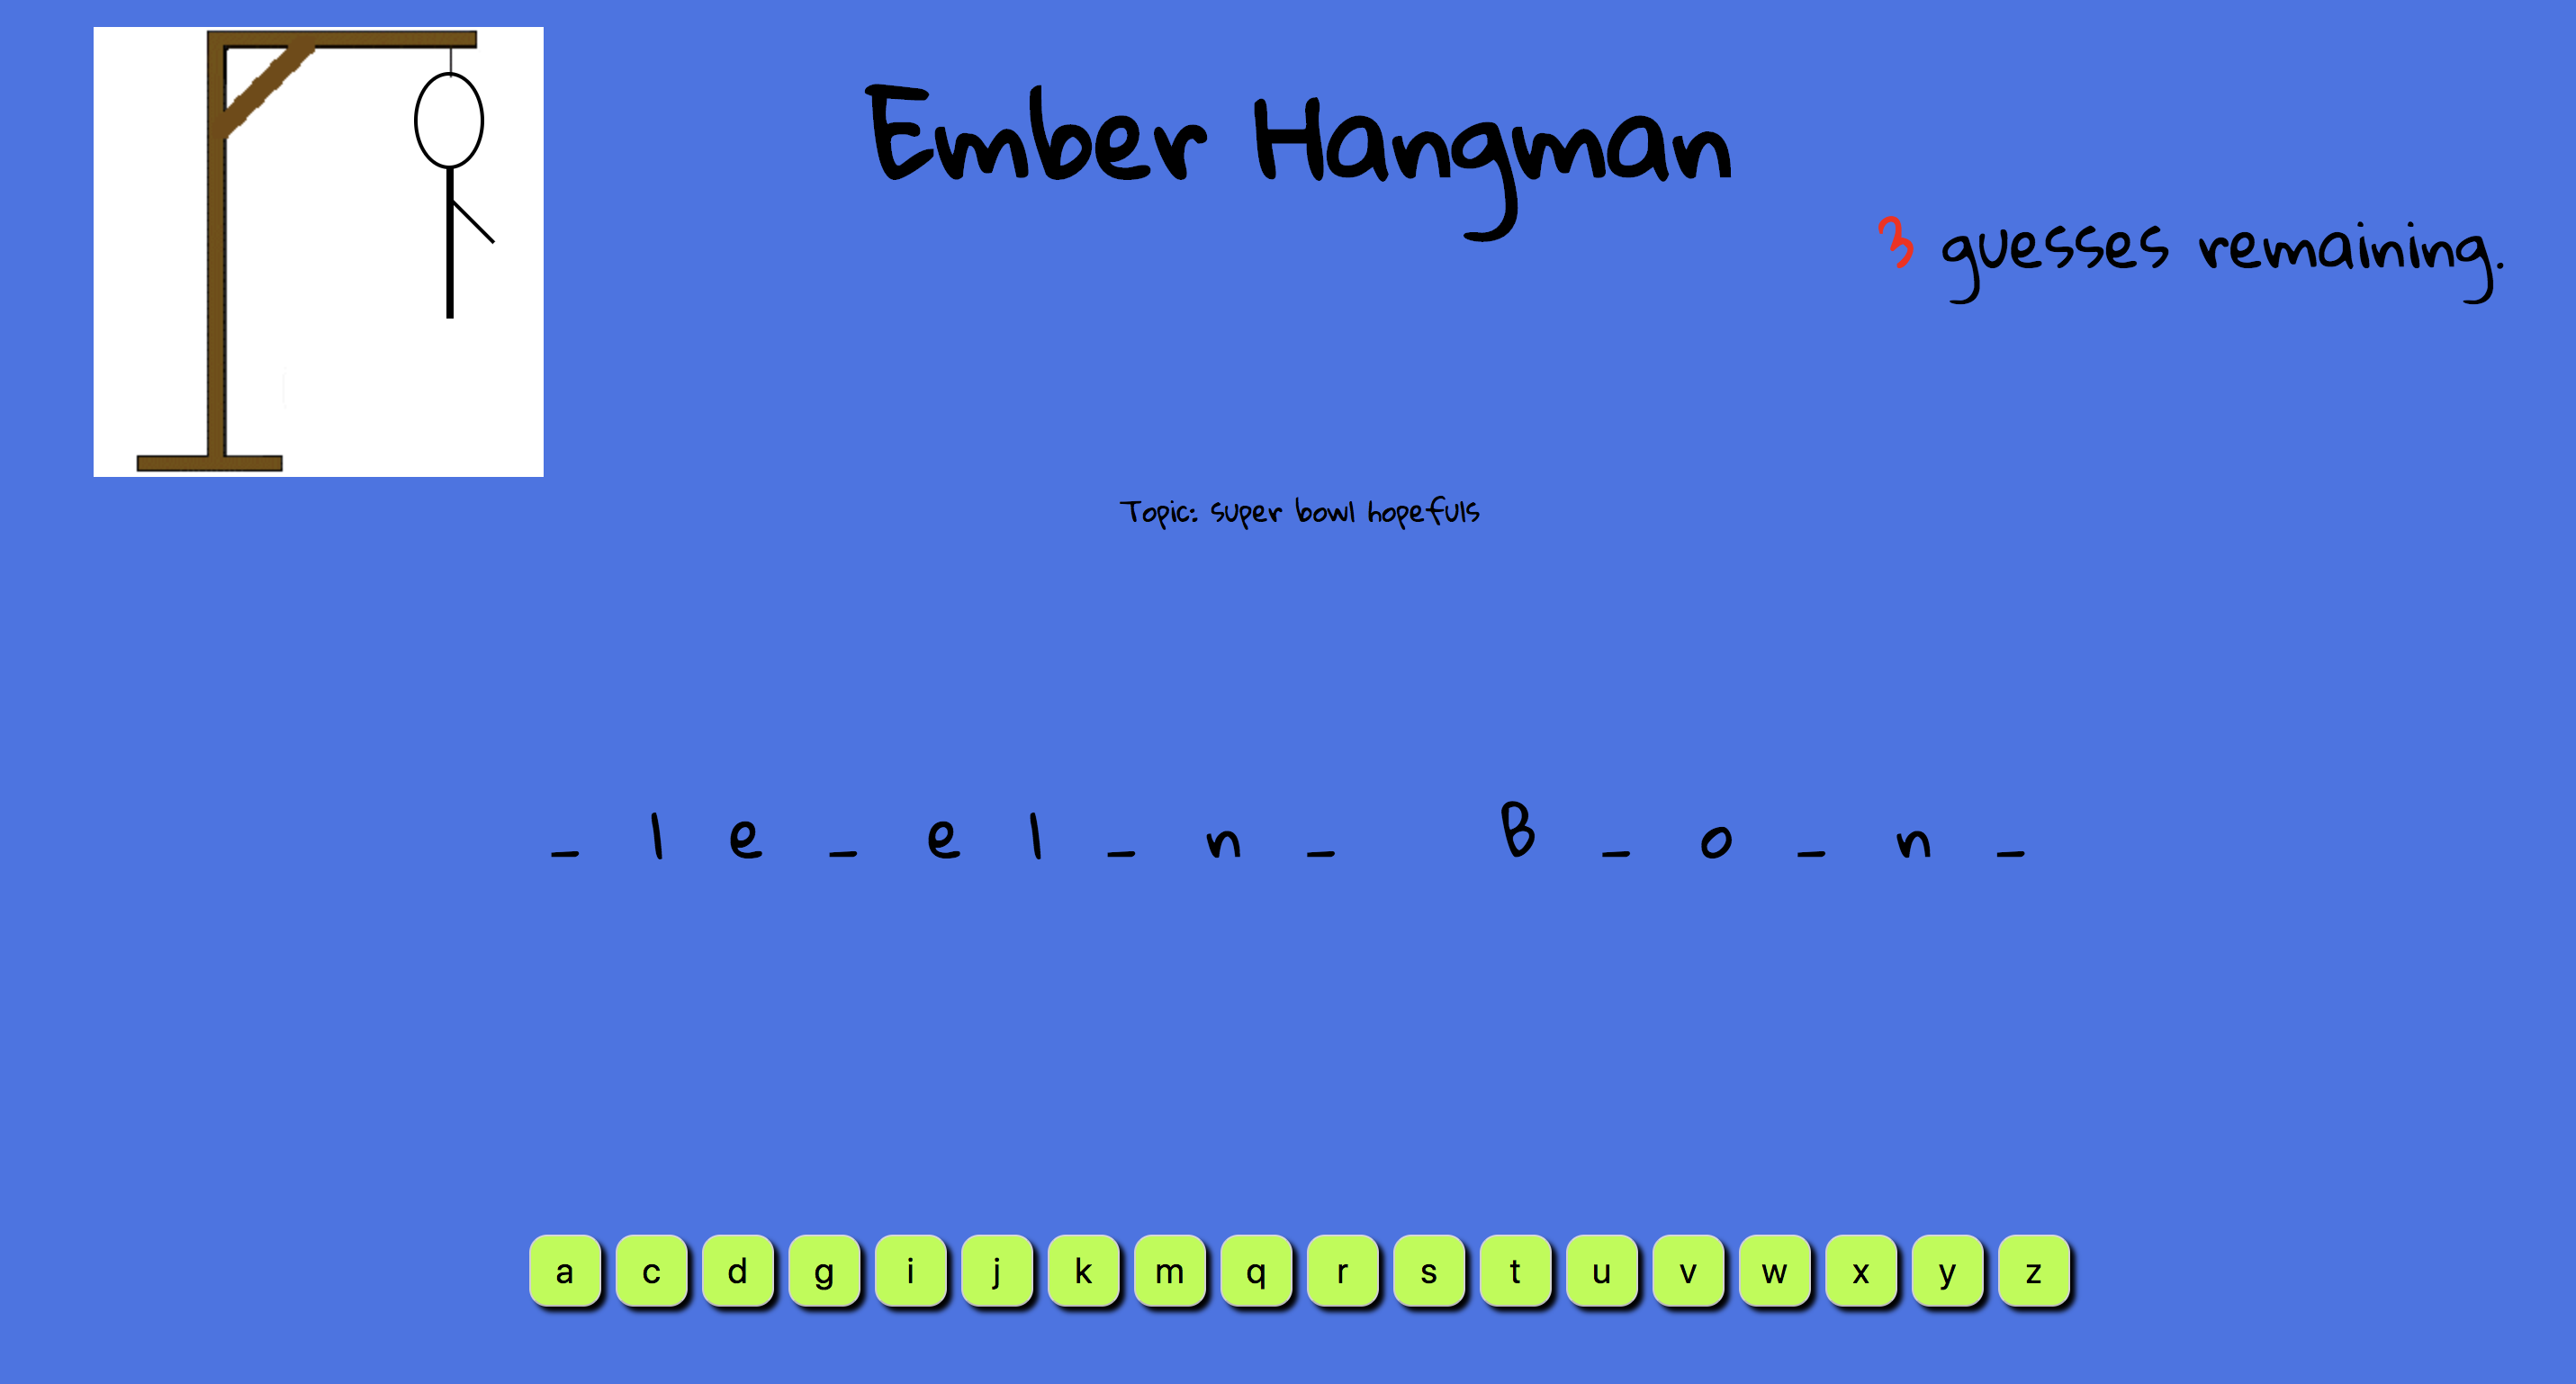 Ember Hangman
3 guesses remaining.
Topic: super bowl hopefuls
_ l e _ e l _ n _ B _ o _ n _
a c d g i j k m q r s t u v w x y z